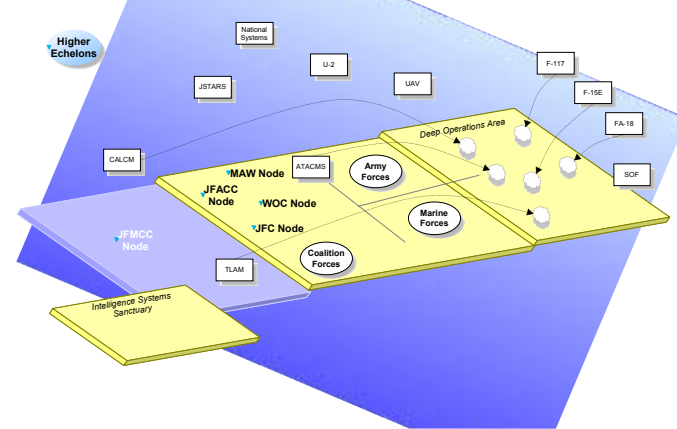 National
Systems
Higher
Echelons
U-2
F-117
JSTARS
UAV
F-15E
FA-18
Deep Operations Area
CALCM
ATACMS
Army
Forces
SOF
MAW Node
JFACC
Node
WOC Node
Marine
Forces
JFC Node
JFMCC
Node
Coalition
Forces
TLAM
Intelligence Systems
Sanctuary